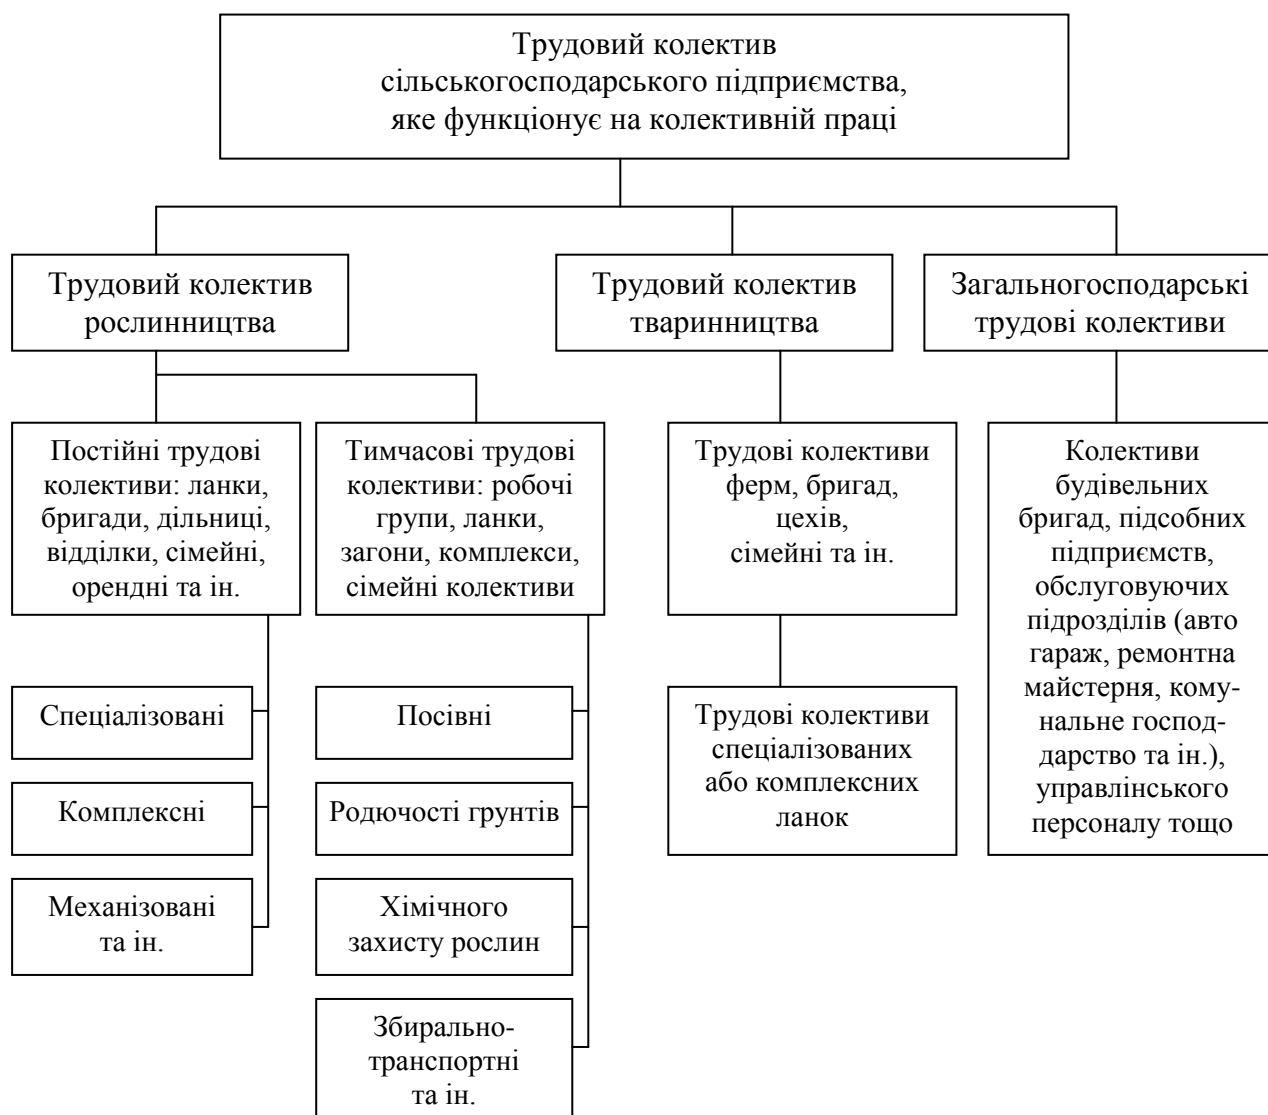 Трудовий колектив
сільськогосподарського підприємства,
яке функціонує на колективній праці
Трудовий колектив
рослинництва
Трудовий колектив
тваринництва
Загальногосподарські
трудові колективи
Постійні трудові
колективи: ланки,
бригади, дільниці,
відділки, сімейні,
орендні та ін.
Тимчасові трудові
колективи: робочі
групи, ланки,
загони, комплекси,
сімейні колективи
Трудові колективи
ферм, бригад,
цехів,
сімейні та ін.
Колективи
будівельних
бригад, підсобних
підприємств,
обслуговуючих
підрозділів (авто
гараж, ремонтна
майстерня, кому-
нальне господ-
дарство та ін.),
управлінського
персоналу тощо
Спеціалізовані
Комплексні
Механізовані
та ін.
Посівні
Родючості грунтів
Хімічного
захисту рослин
Збирально-
транспортні
та ін.
Трудові колективи
спеціалізованих
або комплексних
ланок